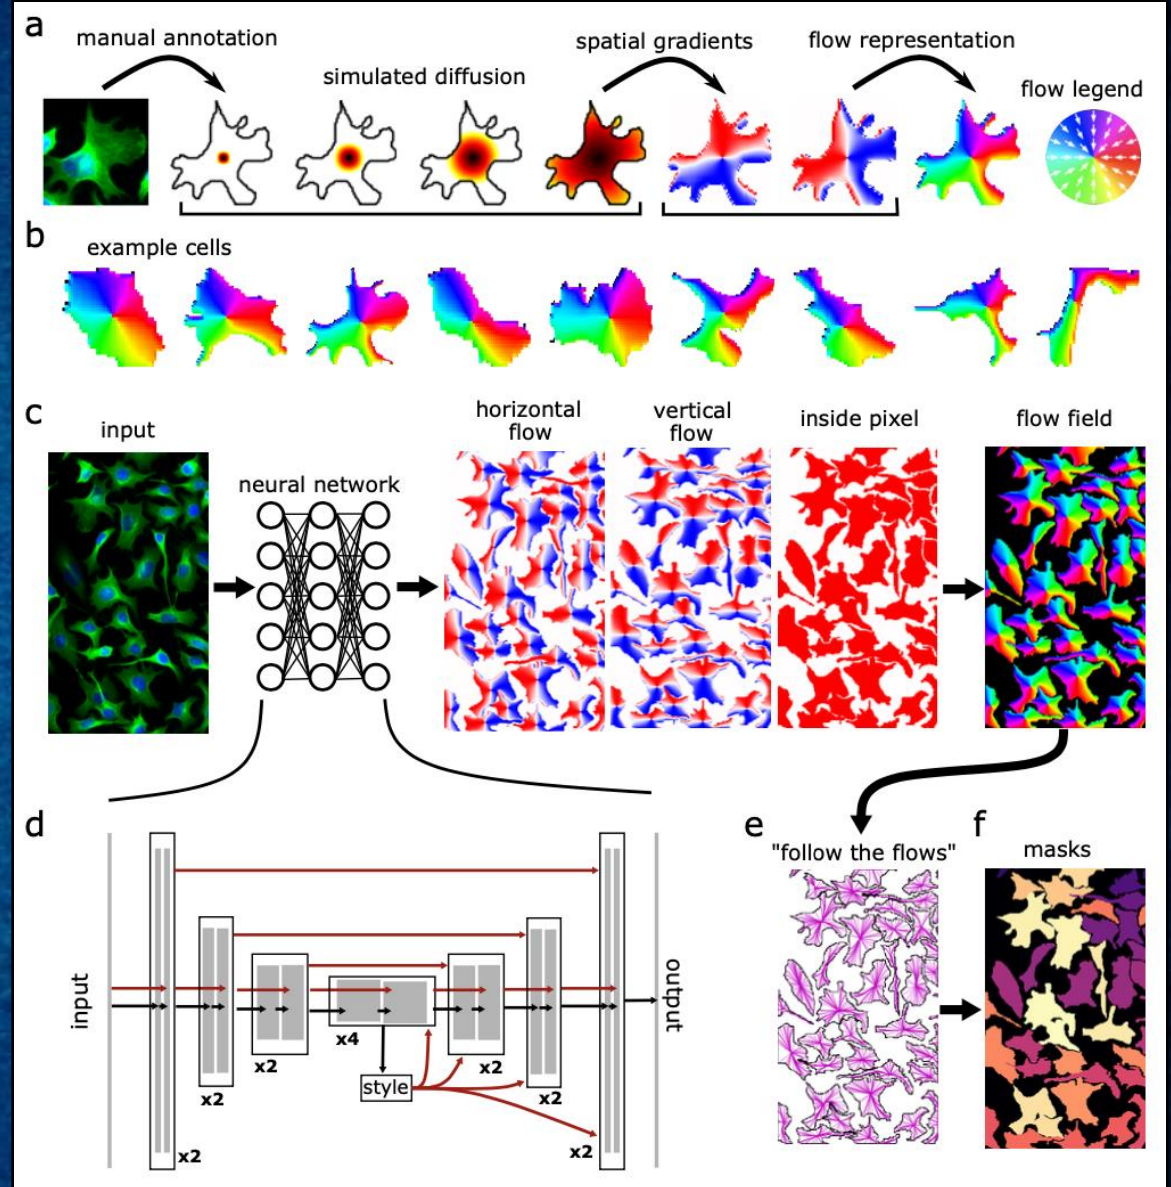 a
manual annotation
simulated diffusion
spatial gradients
flow representation
flow legend
b
example cells
c
input
neural network
horizontal
flow
vertical
flow
inside pixel
flow field
d
input
x2
x2
x2
x4
style
x2
x2
x2
output
e
"follow the flows"
f
masks